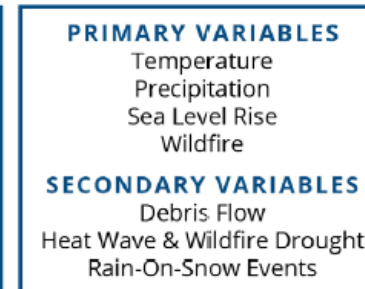 PRIMARY VARIABLES
Temperature
Precipitation
Sea Level Rise
Wildfire
SECONDARY VARIABLES
Debris Flow
Heat Wave & Wildfire Drought
Rain-On-Snow Events